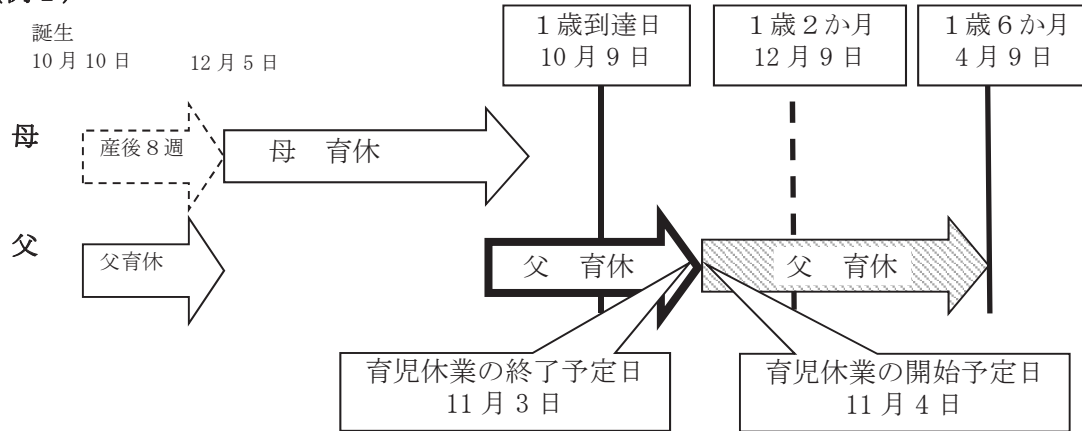 誕生
10月10日
12月5日
1歳到達日
10月9日
1歳2か月
12月9日
1歳6か月
4月9日
母
産後8週
母 育休
父
父育休
父 育休
父 育休
育児休業の終了予定日
11月3日
育児休業の開始予定日
11月4日